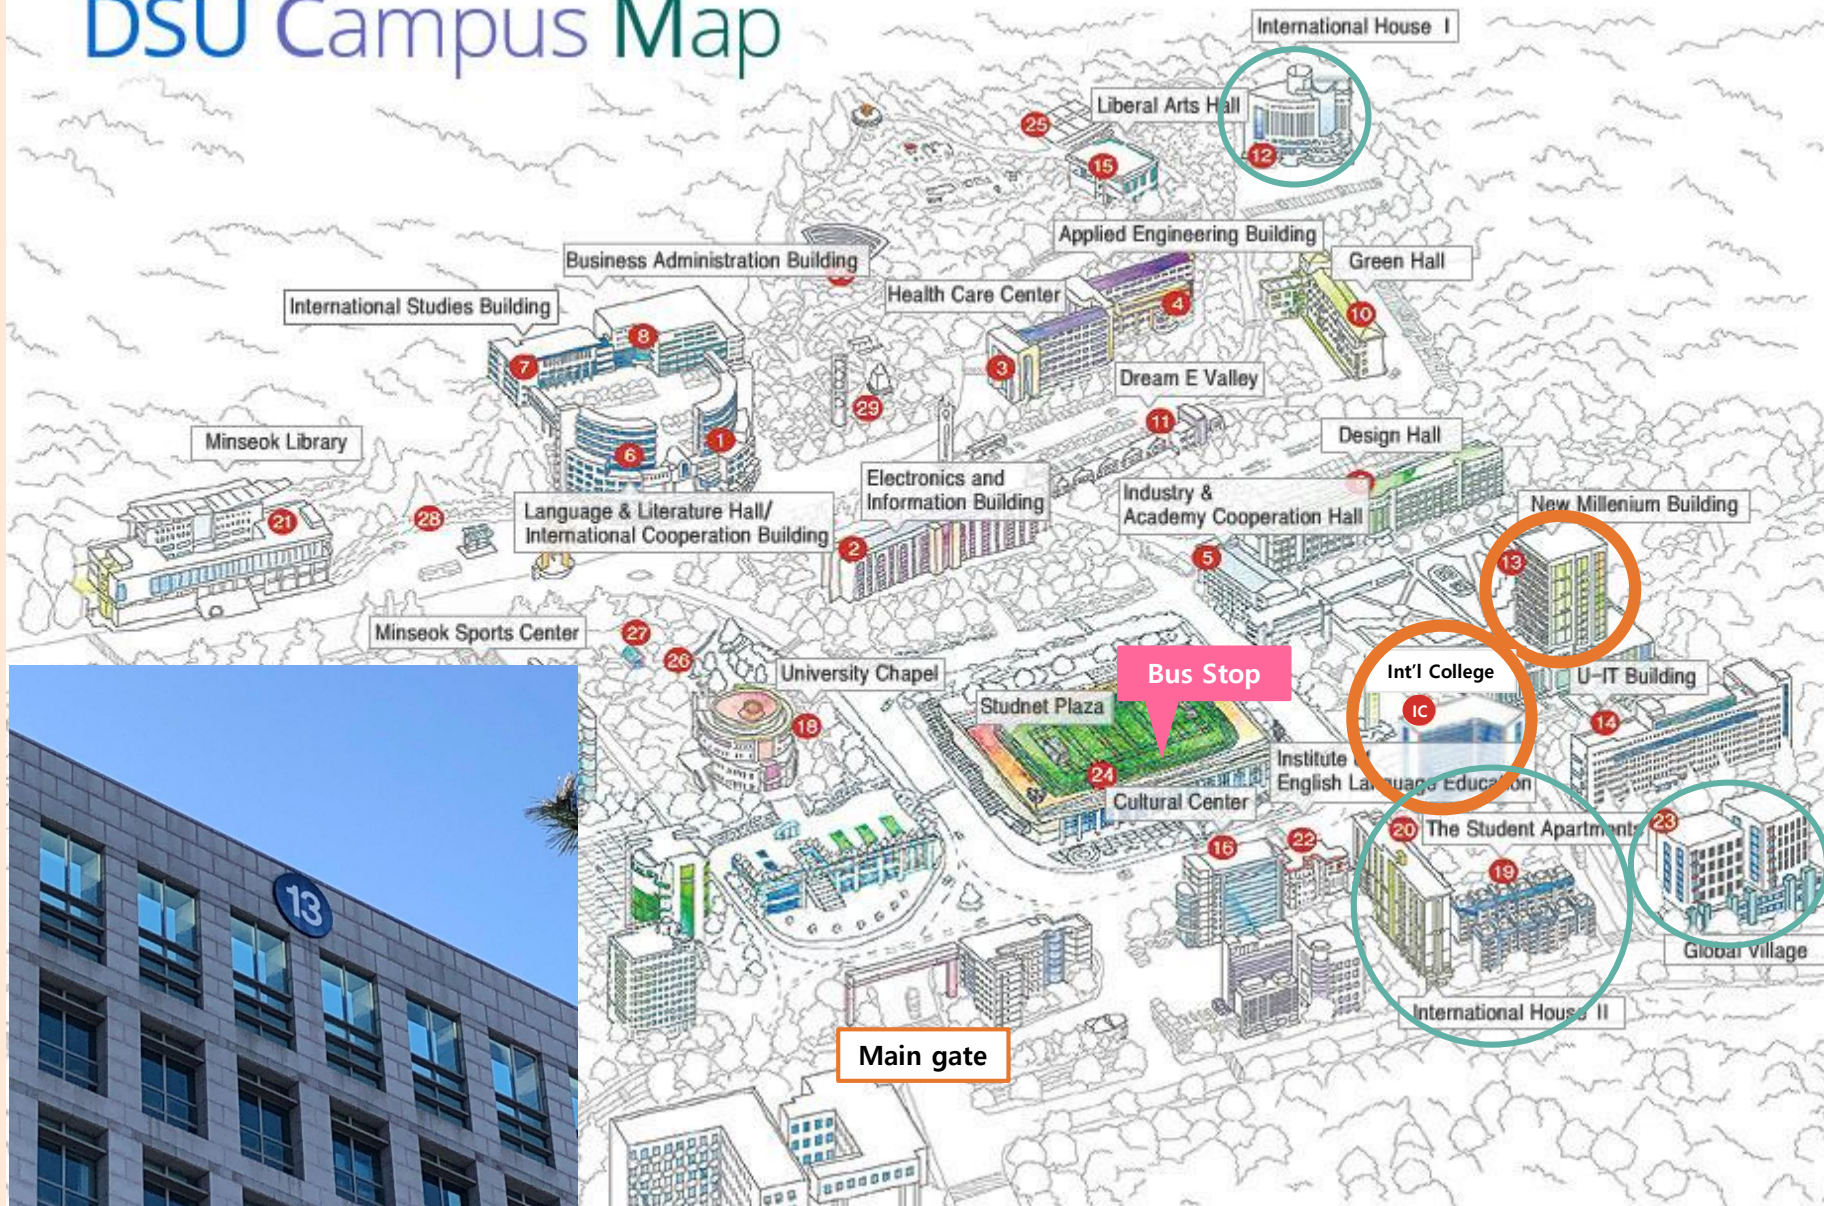 DSU Campus Map
International House I
Liberal Arts Hall
25
15
12
Applied Engineering Building
Business Administration Building
Green Hall
Health Care Center
International Studies Building
4
10
8
7
3
Dream E Valley
29
11
Minseok Library
1
6
Design Hall
Electronics and
Information Building
Industry &
Academy Cooperation Hall
New Millenium Building
21
28
Language & Literature Hall/
International Cooperation Building
2
5
13
Minseok Sports Center
27
26
University Chapel
Bus Stop
Int'l College
U-IT Building
Studnet Plaza
IC
18
14
Institute
English Language Education
24
Cultural Center
16
22
20
The Student Apartments
23
19
13
Global Village
International House II
Main gate